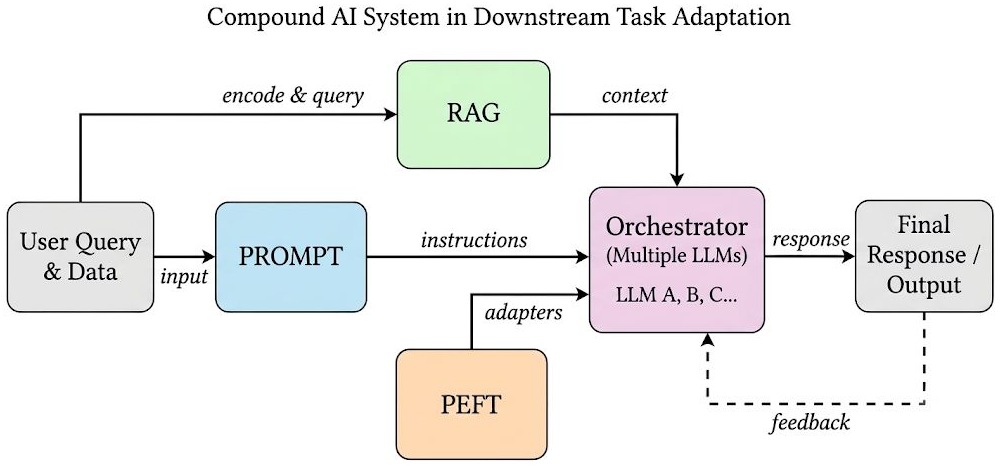 Compound AI System in Downstream Task Adaptation
encode & query
RAG
context
User Query
& Data
input
PROMPT
instructions
Orchestrator
(Multiple LLMs)
LLM A, B, C...
response
Final
Response /
Output
adapters
PEFT
feedback